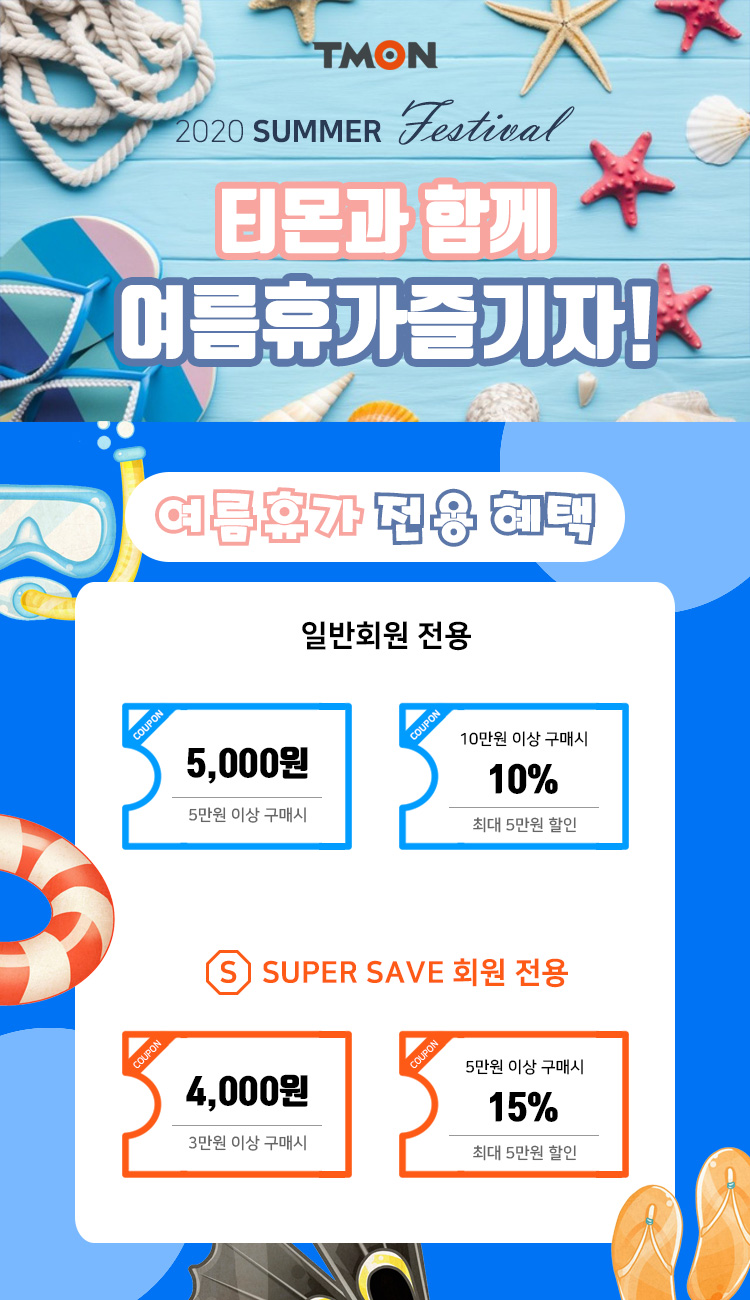 TMON
2020 SUMMER Festival
티몬과 함께
여름휴가즐기자!
여름휴가 전용 혜택
일반회원 전용
COUPON
5,000원
5만원 이상 구매시
COUPON
10만원 이상 구매시
10%
최대 5만원 할인
S SUPER SAVE 회원 전용
COUPON
4,000원
3만원 이상 구매시
COUPON
5만원 이상 구매시
15%
최대 5만원 할인